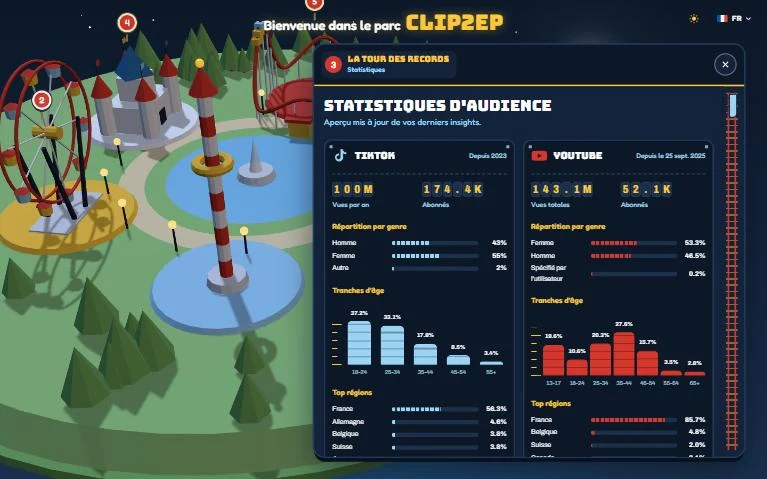 5
4
Bienvenue dans le parc CLIPZEP
FR
2
3
LA TOUR DES RECORDS
Statistiques
STATISTIQUES D'AUDIENCE
Aperçu mis à jour de vos derniers insights.
TIKTOK
Depuis 2023
100M
174.4K
Vues par an
Abonnés
Répartition par genre
Homme 43%
Femme 55%
Autre 2%
Tranches d'âge
37.2%
33.1%
17.8%
8.5%
3.4%
18-24
25-34
35-44
45-54
55+
Top régions
France 56.3%
Allemagne 4.6%
Belgique 3.8%
Suisse 3.8%
YOUTUBE
Depuis le 25 sept. 2025
143.1M
52.1K
Vues totales
Abonnés
Répartition par genre
Femme 53.3%
Homme 46.5%
Spécifié par
l'utilisateur 0.2%
Tranches d'âge
19.6%
10.6%
20.3%
27.6%
15.7%
3.5%
2.8%
13-17
18-24
25-34
35-44
45-54
55-64
65+
Top régions
France 85.7%
Belgique 4.8%
Suisse 2.0%